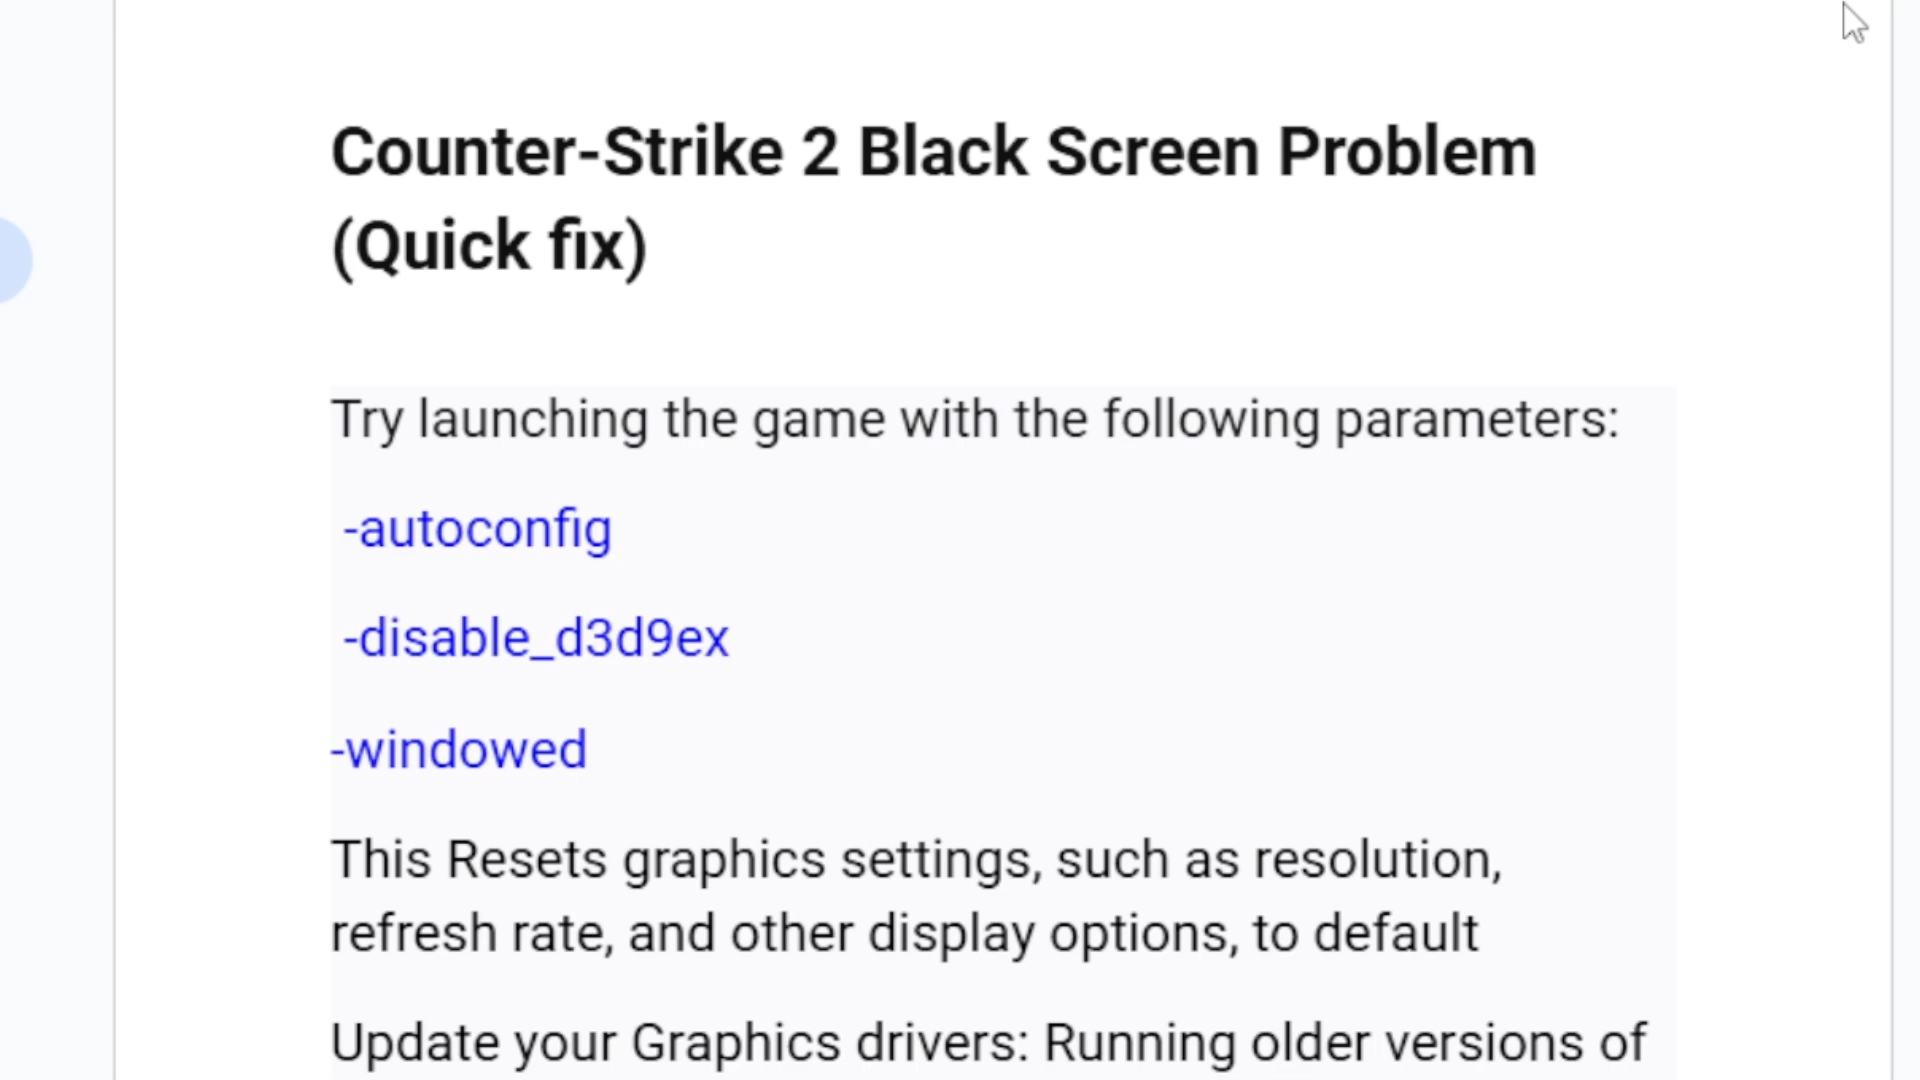 Counter-Strike 2 Black Screen Problem
(Quick fix)
Try launching the game with the following parameters:
-autoconfig
-disable_d3d9ex
-windowed
This Resets graphics settings, such as resolution,
refresh rate, and other display options, to default
Update your Graphics drivers: Running older versions of